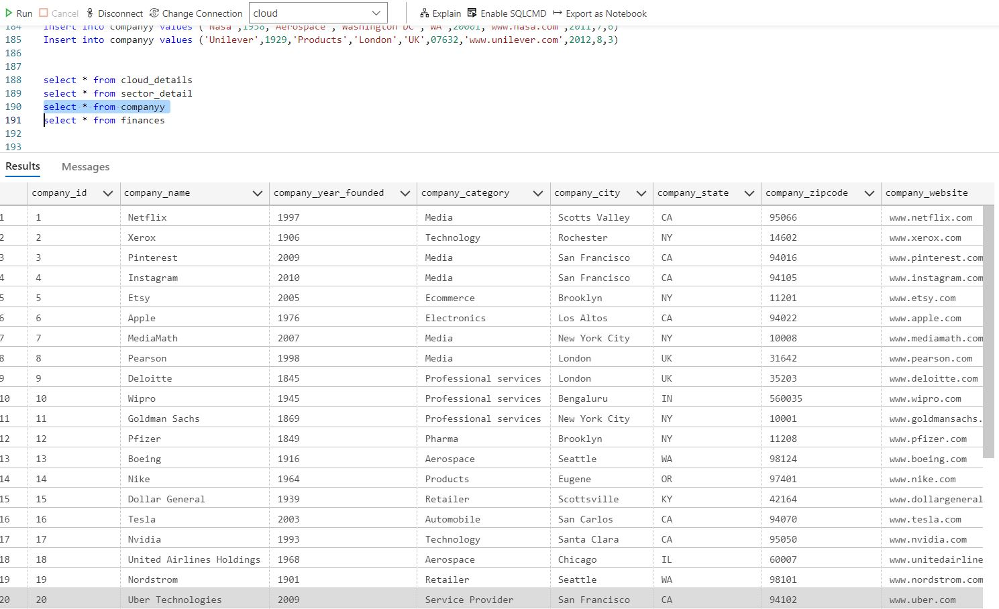 Run Cancel Disconnect Change Connection cloud Explain Enable SQLCMD Export as Notebook
184 Insert into companyy values ('Nasa',1958,'Aerospace','Washington DC','WA',20001,'www.nasa.com',2011,7,6)
185 Insert into companyy values ('Unilever',1929,'Products','London','UK',07632,'www.unilever.com',2012,8,3)
186
187
188 select * from cloud_details
189 select * from sector_detail
190 select * from companyy
191 select * from finances
192
193
Results Messages
company_id company_name company_year_founded company_category company_city company_state company_zipcode company_website
1 1 Netflix 1997 Media Scotts Valley CA 95066 www.netflix.com
2 2 Xerox 1906 Technology Rochester NY 14602 www.xerox.com
3 3 Pinterest 2009 Media San Francisco CA 94016 www.pinterest.com
4 4 Instagram 2010 Media San Francisco CA 94105 www.instagram.com
5 5 Etsy 2005 Ecommerce Brooklyn NY 11201 www.etsy.com
6 6 Apple 1976 Electronics Los Altos CA 94022 www.apple.com
7 7 MediaMath 2007 Media New York City NY 10008 www.mediamath.com
8 8 Pearson 1998 Media London UK 31642 www.pearson.com
9 9 Deloitte 1845 Professional services London UK 35203 www.deloitte.com
10 10 Wipro 1945 Professional services Bengaluru IN 560035 www.wipro.com
11 11 Goldman Sachs 1869 Professional services New York City NY 10001 www.goldmansachs.
12 12 Pfizer 1849 Pharma Brooklyn NY 11208 www.pfizer.com
13 13 Boeing 1916 Aerospace Seattle WA 98124 www.boeing.com
14 14 Nike 1964 Products Eugene OR 97401 www.nike.com
15 15 Dollar General 1939 Retailer Scottsville KY 42164 www.dollargeneral
16 16 Tesla 2003 Automobile San Carlos CA 94070 www.tesla.com
17 17 Nvidia 1993 Technology Santa Clara CA 95050 www.nvidia.com
18 18 United Airlines Holdings 1968 Aerospace Chicago IL 60007 www.unitedairline
19 19 Nordstrom 1901 Retailer Seattle WA 98101 www.nordstrom.com
20 20 Uber Technologies 2009 Service Provider San Francisco CA 94102 www.uber.com